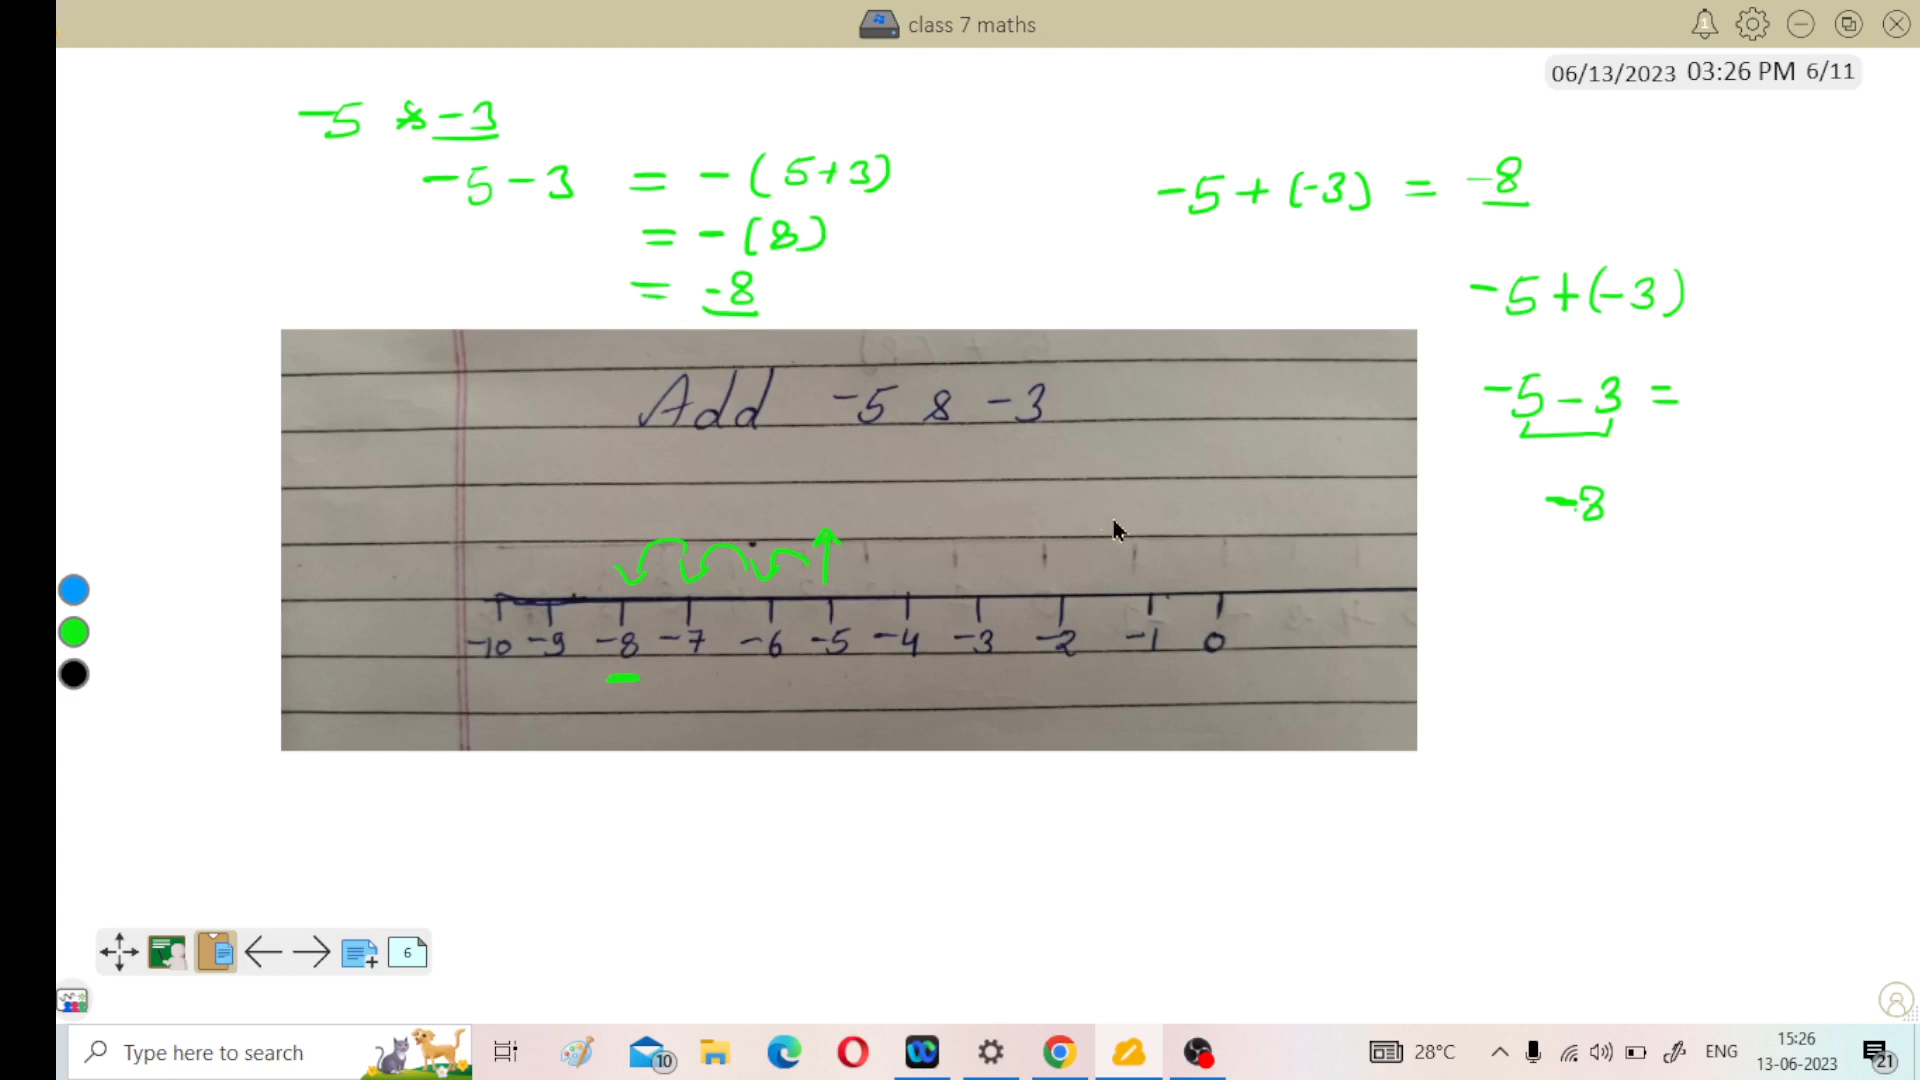 class 7 maths
06/13/2023 03:26 PM 6/11
-5 & -3
-5-3 = -(5+3)
= -(8)
= -8
-5+(-3) = -8
-5+(-3)
-5-3 =
-8
Add -5 & -3
-10 -9 -8 -7 -6 -5 -4 -3 -2 -1 0
6
Type here to search
10
28°C
ENG
15:26
13-06-2023
21